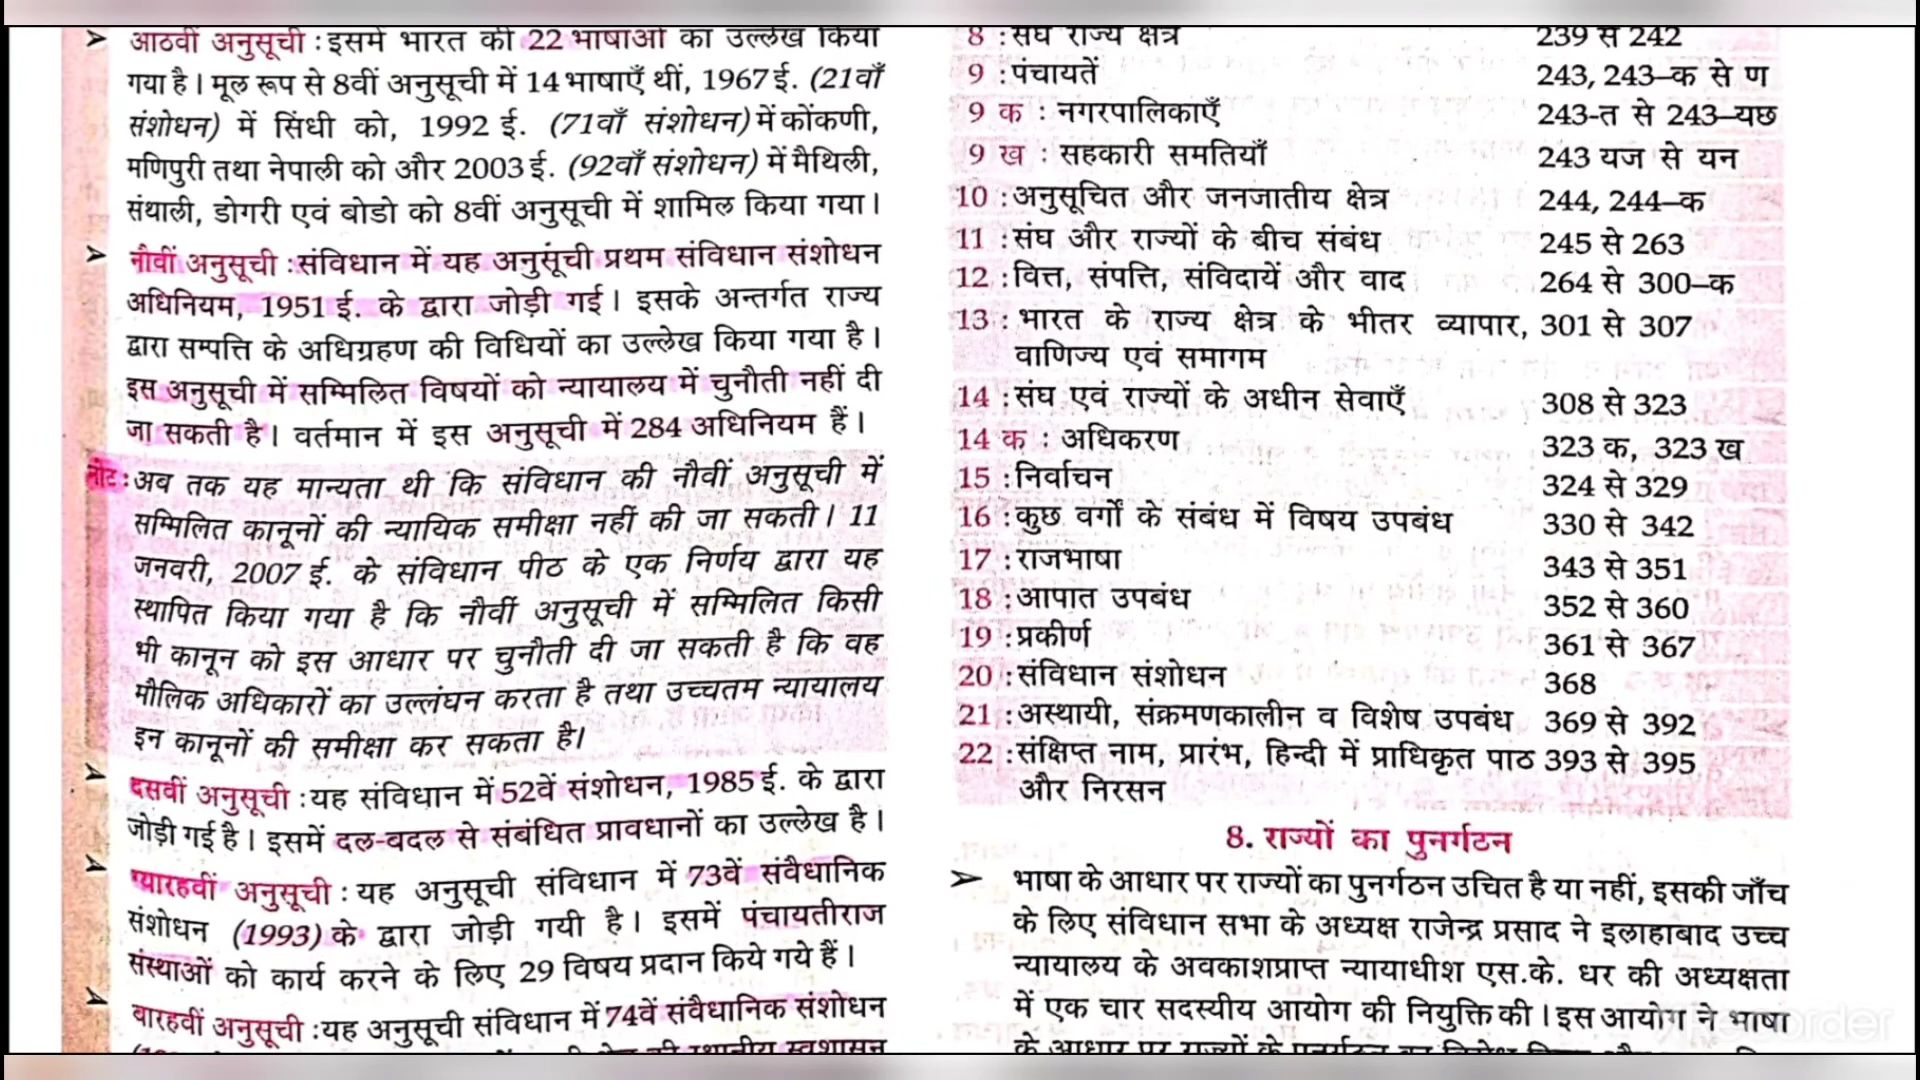 ➤ आठवीं अनुसूची : इसमें भारत की 22 भाषाओं का उल्लेख किया
गया है। मूल रूप से 8वीं अनुसूची में 14 भाषाएँ थीं, 1967 ई. (21वाँ
संशोधन) में सिंधी को, 1992 ई. (71वाँ संशोधन) में कोंकणी,
मणिपुरी तथा नेपाली को और 2003 ई. (92वाँ संशोधन) में मैथिली,
संथाली, डोगरी एवं बोडो को 8वीं अनुसूची में शामिल किया गया।
➤ नौवीं अनुसूची : संविधान में यह अनुसूची प्रथम संविधान संशोधन
अधिनियम, 1951 ई. के द्वारा जोड़ी गई। इसके अन्तर्गत राज्य
द्वारा सम्पत्ति के अधिग्रहण की विधियों का उल्लेख किया गया है।
इस अनुसूची में सम्मिलित विषयों को न्यायालय में चुनौती नहीं दी
जा सकती है। वर्तमान में इस अनुसूची में 284 अधिनियम हैं।
नोट : अब तक यह मान्यता थी कि संविधान की नौवीं अनुसूची में
सम्मिलित कानूनों की न्यायिक समीक्षा नहीं की जा सकती। 11
जनवरी, 2007 ई. के संविधान पीठ के एक निर्णय द्वारा यह
स्थापित किया गया है कि नौवीं अनुसूची में सम्मिलित किसी
भी कानून को इस आधार पर चुनौती दी जा सकती है कि वह
मौलिक अधिकारों का उल्लंघन करता है तथा उच्चतम न्यायालय
इन कानूनों की समीक्षा कर सकता है।
➤ दसवीं अनुसूची : यह संविधान में 52वें संशोधन, 1985 ई. के द्वारा
जोड़ी गई है। इसमें दल-बदल से संबंधित प्रावधानों का उल्लेख है।
➤ ग्यारहवीं अनुसूची : यह अनुसूची संविधान में 73वें संवैधानिक
संशोधन (1993) के द्वारा जोड़ी गयी है। इसमें पंचायतीराज
संस्थाओं को कार्य करने के लिए 29 विषय प्रदान किये गये हैं।
➤ बारहवीं अनुसूची : यह अनुसूची संविधान में 74वें संवैधानिक संशोधन
स्थानीय स्वशासन
8 : संघ राज्य क्षेत्र 239 से 242
9 : पंचायतें 243, 243–क से ण
9 क : नगरपालिकाएँ 243-त से 243–यछ
9 ख : सहकारी समतियाँ 243 यज से यन
10 : अनुसूचित और जनजातीय क्षेत्र 244, 244–क
11 : संघ और राज्यों के बीच संबंध 245 से 263
12 : वित्त, संपत्ति, संविदायें और वाद 264 से 300–क
13 : भारत के राज्य क्षेत्र के भीतर व्यापार, 301 से 307
वाणिज्य एवं समागम
14 : संघ एवं राज्यों के अधीन सेवाएँ 308 से 323
14 क : अधिकरण 323 क, 323 ख
15 : निर्वाचन 324 से 329
16 : कुछ वर्गों के संबंध में विषय उपबंध 330 से 342
17 : राजभाषा 343 से 351
18 : आपात उपबंध 352 से 360
19 : प्रकीर्ण 361 से 367
20 : संविधान संशोधन 368
21 : अस्थायी, संक्रमणकालीन व विशेष उपबंध 369 से 392
22 : संक्षिप्त नाम, प्रारंभ, हिन्दी में प्राधिकृत पाठ 393 से 395
और निरसन
8. राज्यों का पुनर्गठन
➤ भाषा के आधार पर राज्यों का पुनर्गठन उचित है या नहीं, इसकी जाँच
के लिए संविधान सभा के अध्यक्ष राजेन्द्र प्रसाद ने इलाहाबाद उच्च
न्यायालय के अवकाशप्राप्त न्यायाधीश एस.के. धर की अध्यक्षता
में एक चार सदस्यीय आयोग की नियुक्ति की। इस आयोग ने भाषा
के आधार पर राज्यों के पुनर्गठन का विरोध किया